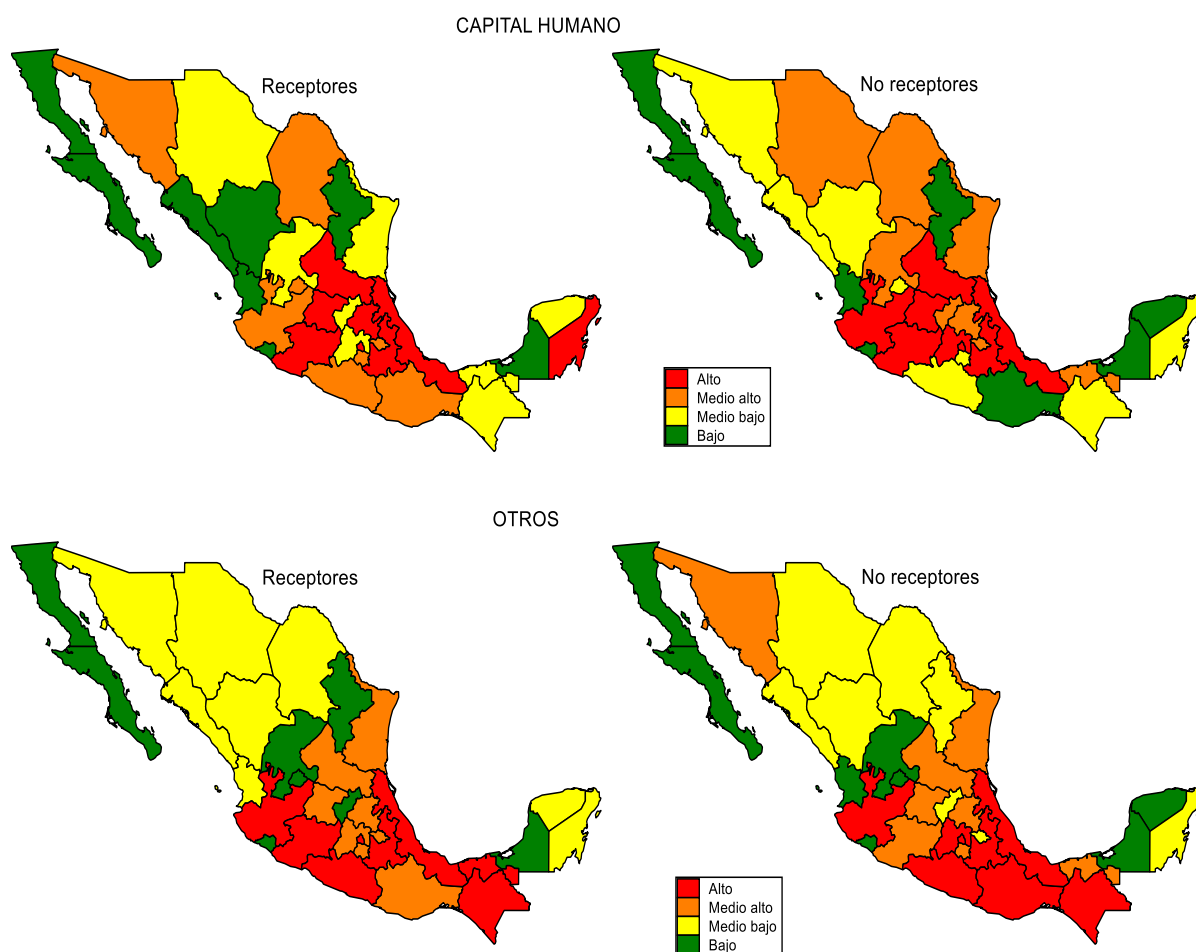 CAPITAL HUMANO
Receptores
No receptores
Alto
Medio alto
Medio bajo
Bajo
OTROS
Receptores
No receptores
Alto
Medio alto
Medio bajo
Bajo